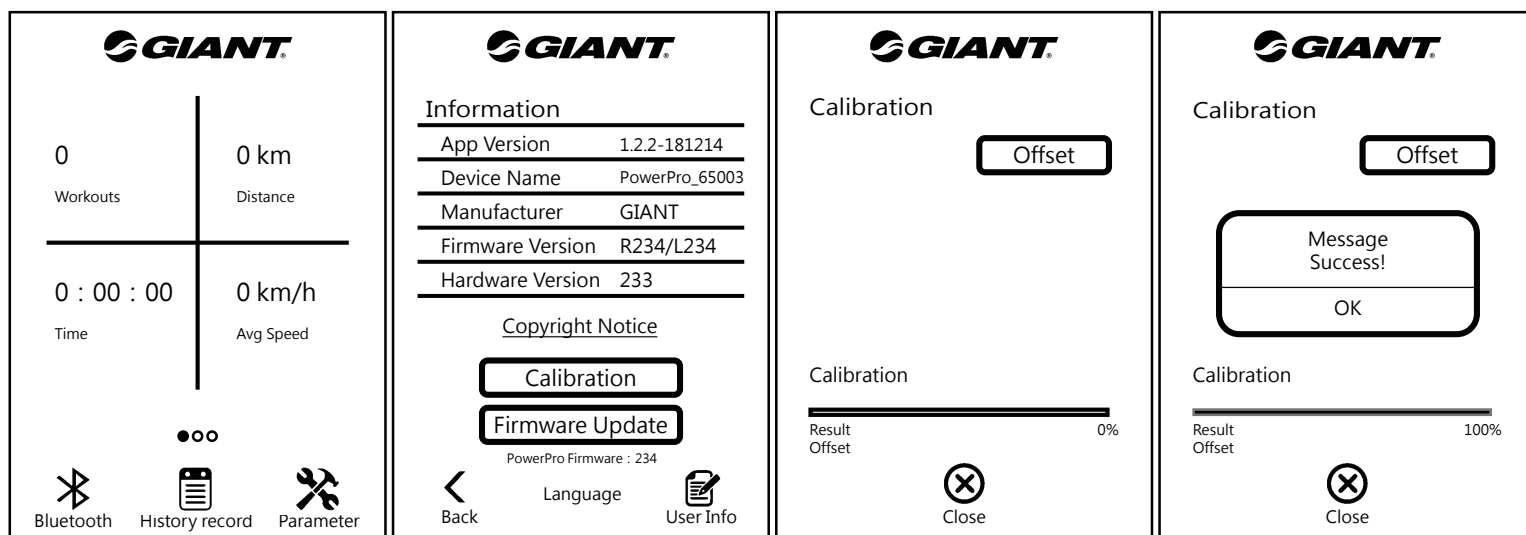 GIANT®
0
Workouts
0 km
Distance
0 : 00 : 00
Time
0 km/h
Avg Speed
Bluetooth
History record
Parameter
GIANT®
Information
App Version 1.2.2-181214
Device Name PowerPro_65003
Manufacturer GIANT
Firmware Version R234/L234
Hardware Version 233
Copyright Notice
Calibration
Firmware Update
PowerPro Firmware : 234
Back
Language
User Info
GIANT®
Calibration
Offset
Calibration
Result 0%
Offset
Close
GIANT®
Calibration
Offset
Message
Success!
OK
Calibration
Result 100%
Offset
Close